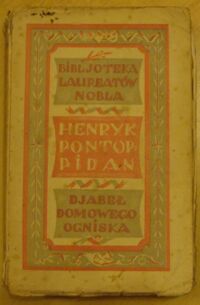 BIBLJOTEKA
LAUREATÓW
NOBLA
HENRYK
PONTOP-
PIDAN
DJABEŁ
DOMOWEGO
OGNISKA